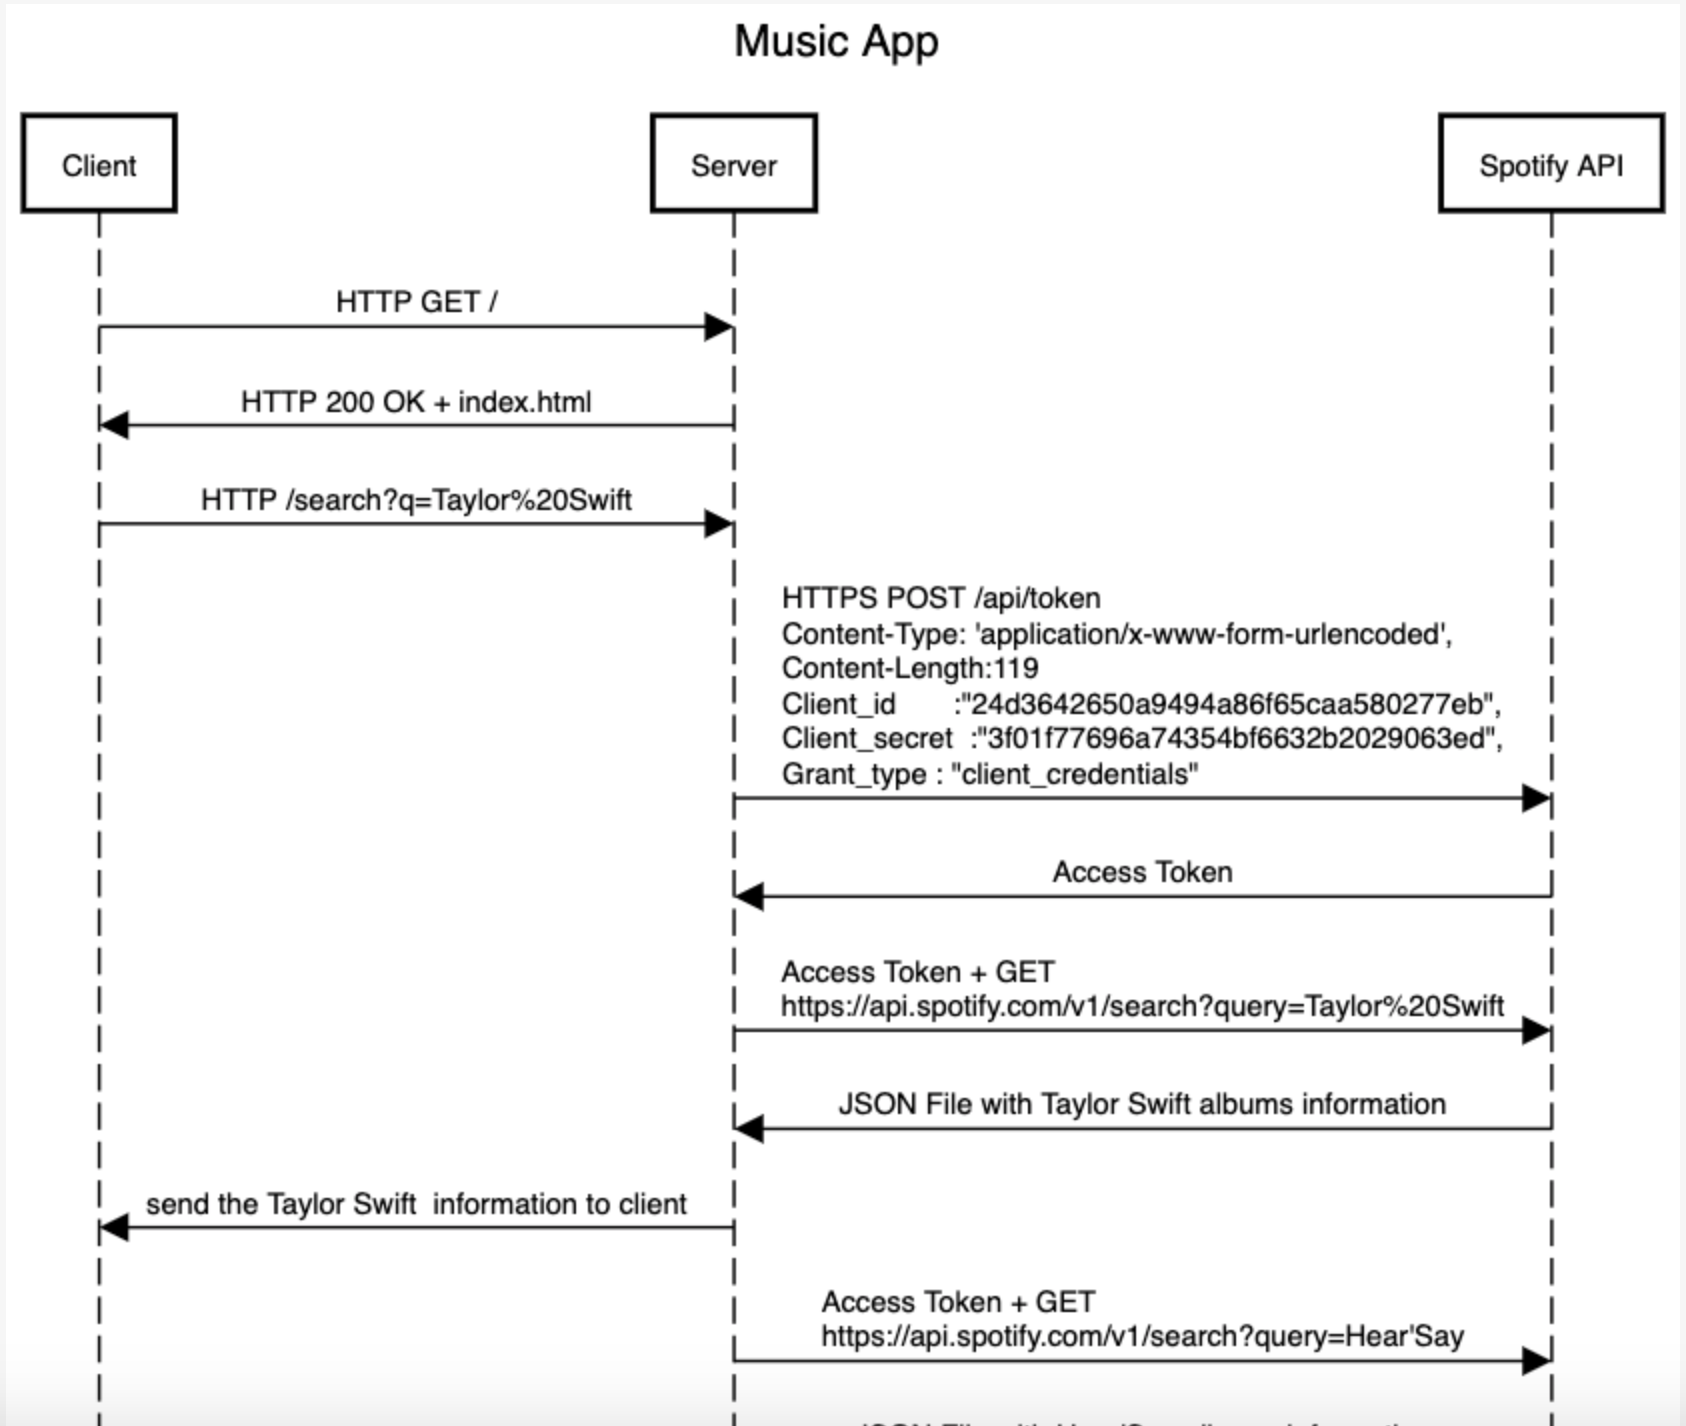 Music App
Client
Server
Spotify API
HTTP GET /
HTTP 200 OK + index.html
HTTP /search?q=Taylor%20Swift
HTTPS POST /api/token
Content-Type: 'application/x-www-form-urlencoded',
Content-Length:119
Client_id :"24d3642650a9494a86f65caa580277eb",
Client_secret :"3f01f77696a74354bf6632b2029063ed",
Grant_type : "client_credentials"
Access Token
Access Token + GET
https://api.spotify.com/v1/search?query=Taylor%20Swift
JSON File with Taylor Swift albums information
send the Taylor Swift information to client
Access Token + GET
https://api.spotify.com/v1/search?query=Hear'Say